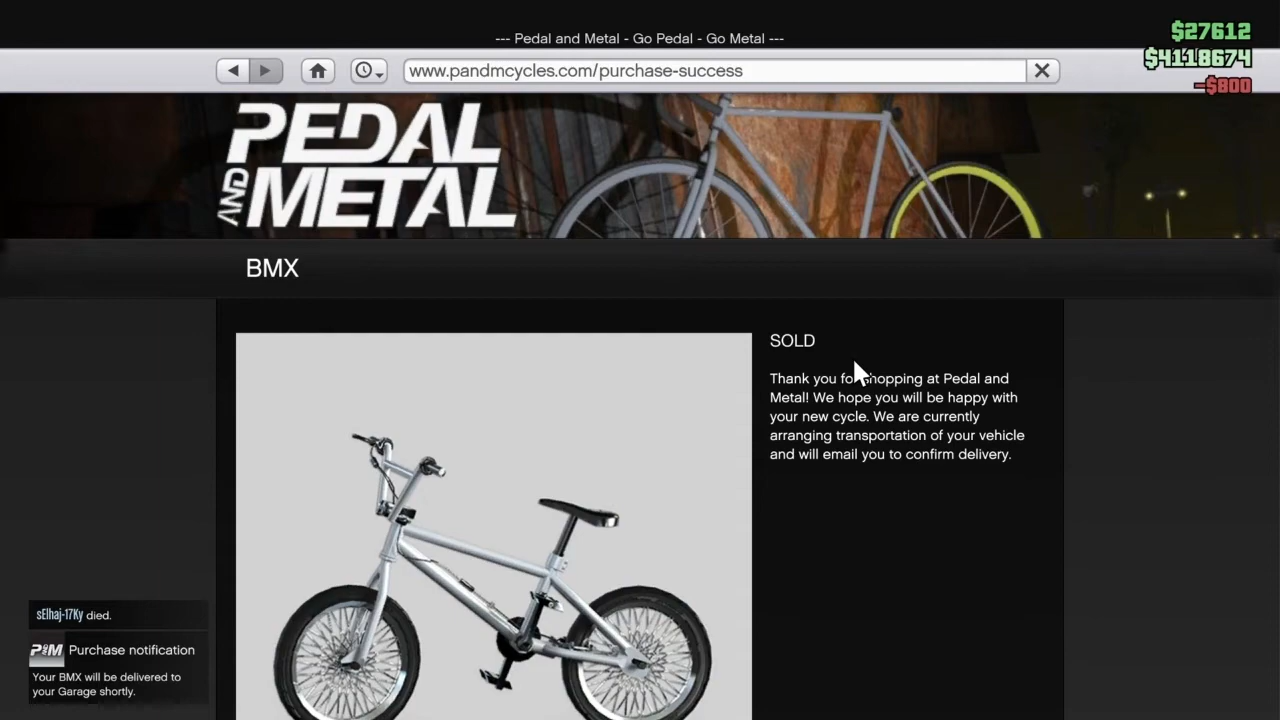 --- Pedal and Metal - Go Pedal - Go Metal ---
$27612
$4118674
-$800
www.pandmcycles.com/purchase-success
PEDAL
AND METAL
BMX
SOLD
Thank you for shopping at Pedal and
Metal! We hope you will be happy with
your new cycle. We are currently
arranging transportation of your vehicle
and will email you to confirm delivery.
sElhaj-17Ky died.
P&M Purchase notification
Your BMX will be delivered to
your Garage shortly.